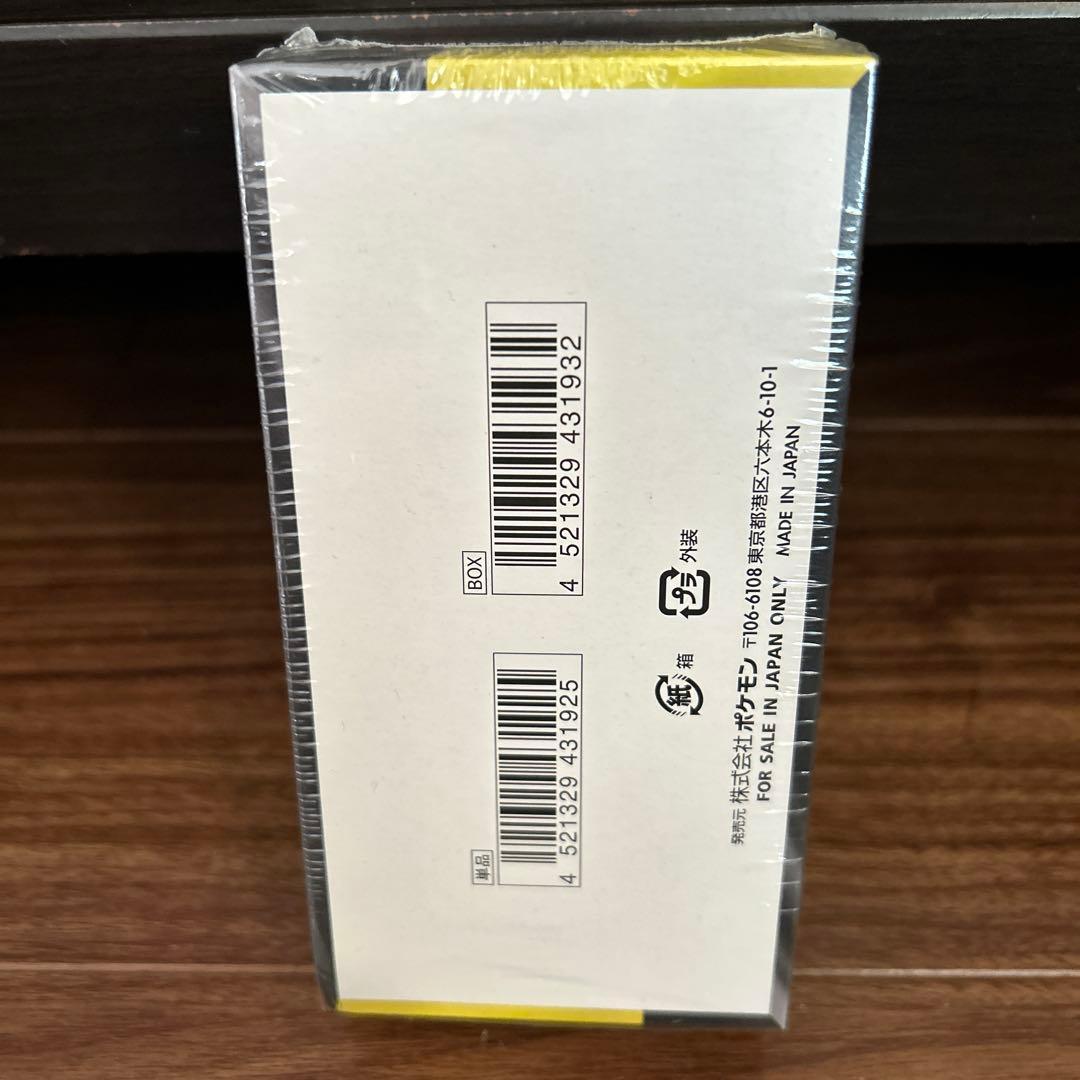 単品
4 521329 431925
BOX
4 521329 431932
紙 箱
プラ 外装
発売元 株式会社ポケモン 〒106-6108 東京都港区六本木6-10-1
FOR SALE IN JAPAN ONLY MADE IN JAPAN